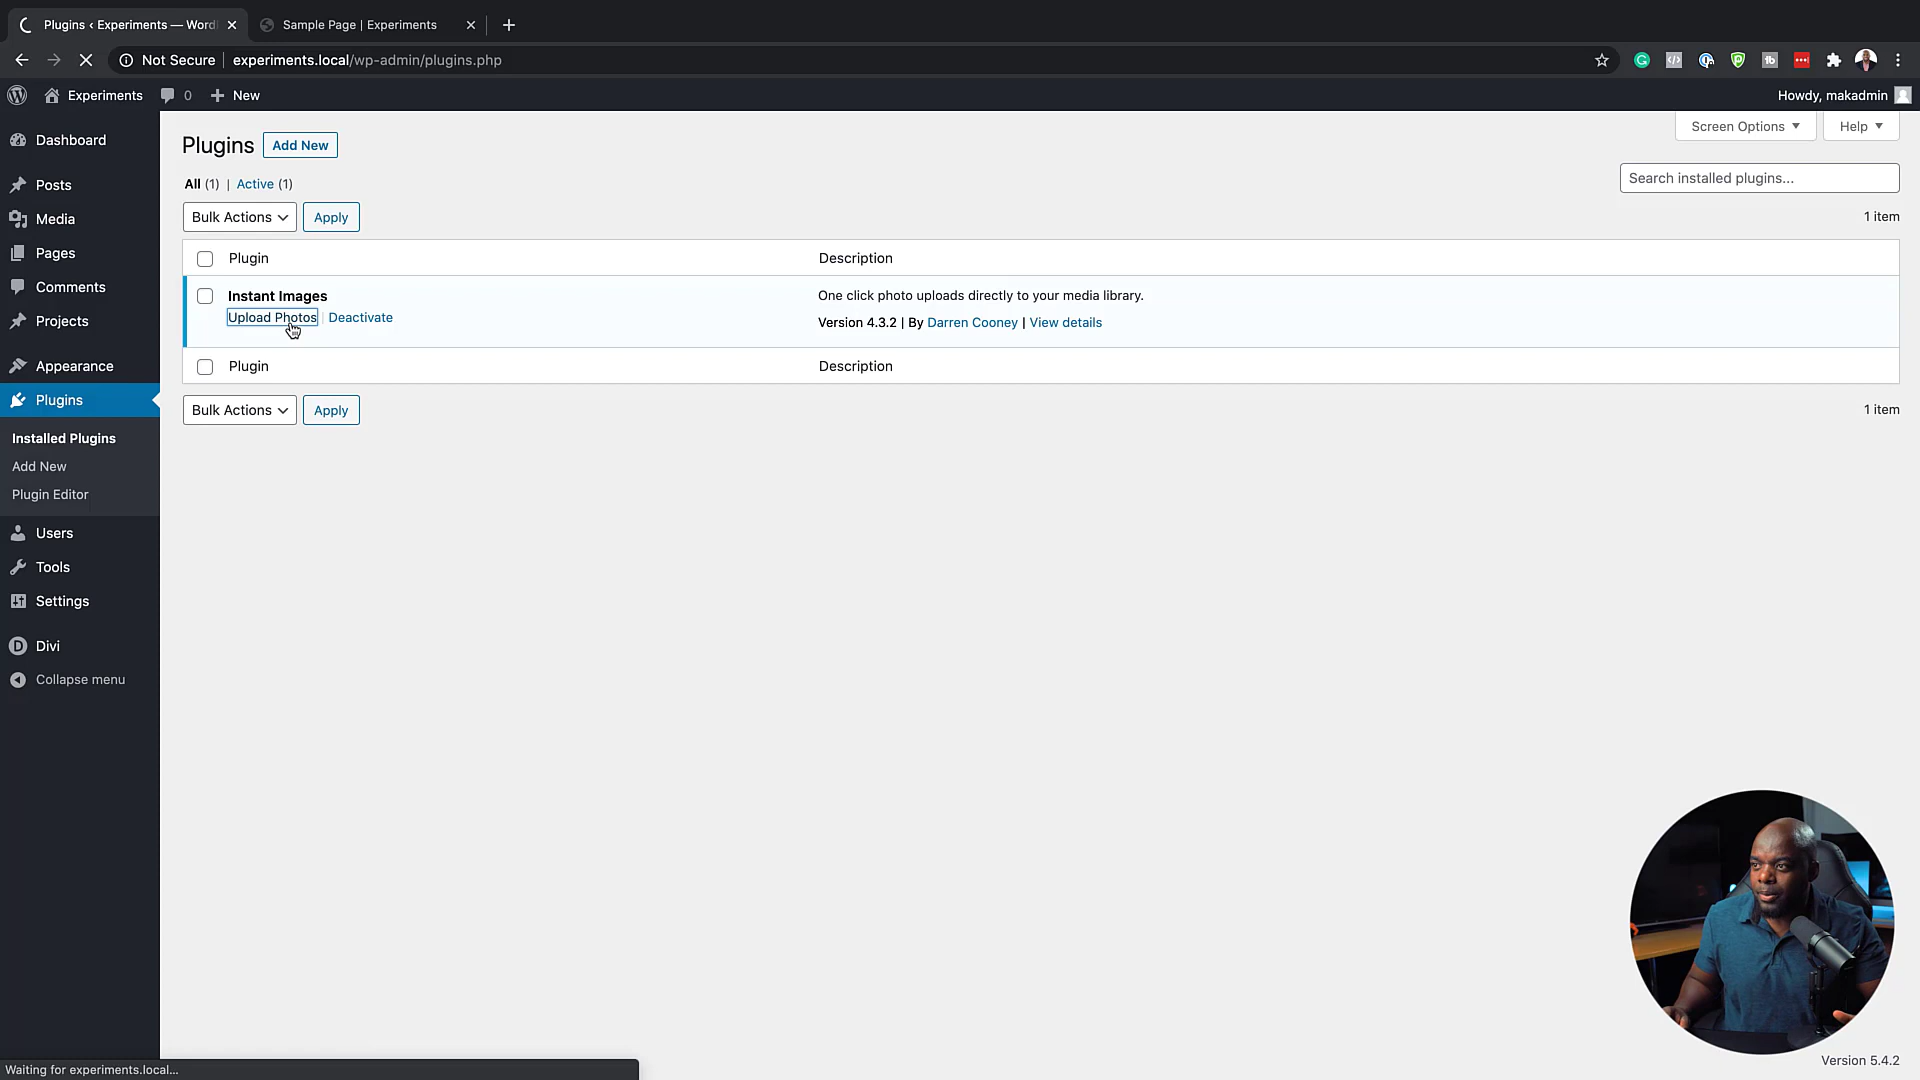 Plugins ‹ Experiments — Word
Sample Page | Experiments
Not Secure
experiments.local/wp-admin/plugins.php
Experiments
0
New
Howdy, makadmin
Dashboard
Posts
Media
Pages
Comments
Projects
Appearance
Plugins
Installed Plugins
Add New
Plugin Editor
Users
Tools
Settings
Divi
Collapse menu
Plugins
Add New
Screen Options
Help
All (1) | Active (1)
Search installed plugins...
Bulk Actions
Apply
1 item
Plugin
Description
Instant Images
One click photo uploads directly to your media library.
Upload Photos | Deactivate
Version 4.3.2 | By Darren Cooney | View details
Plugin
Description
Bulk Actions
Apply
1 item
Version 5.4.2
Waiting for experiments.local...